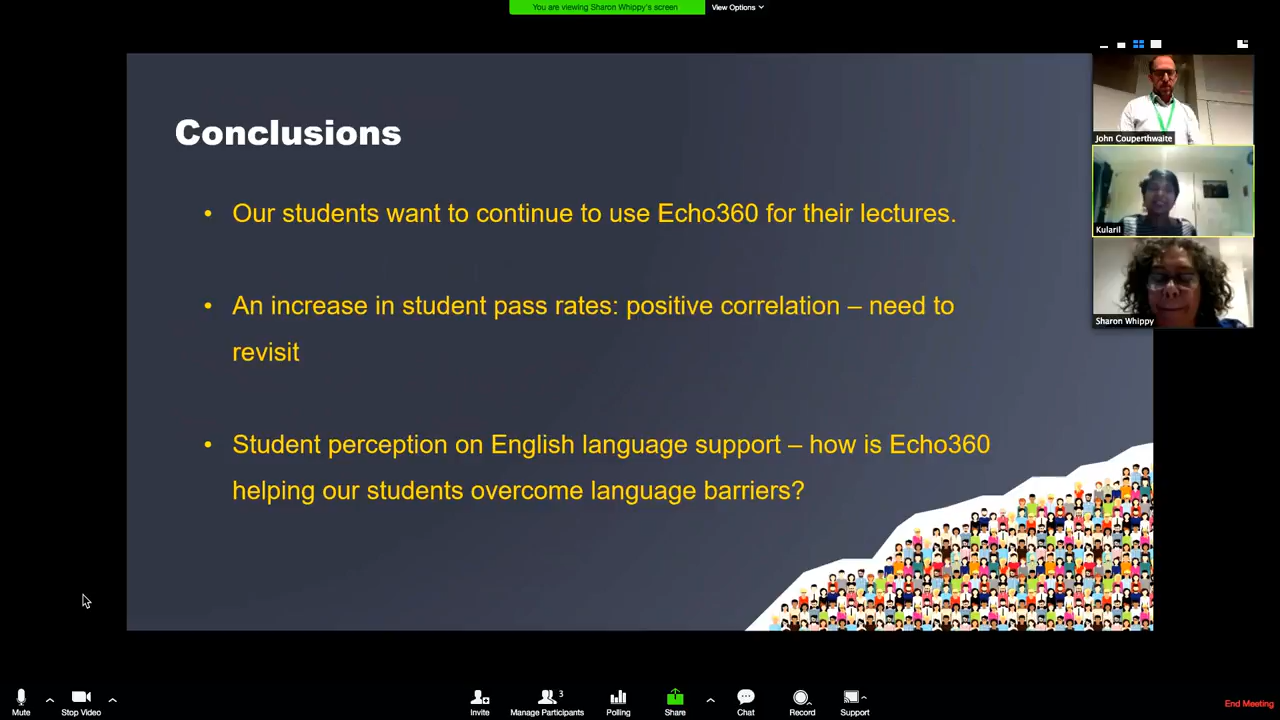 You are viewing Sharon Whippy's screen
View Options
Conclusions
• Our students want to continue to use Echo360 for their lectures.
• An increase in student pass rates: positive correlation – need to
revisit
• Student perception on English language support – how is Echo360
helping our students overcome language barriers?
John Couperthwaite
Kularil
Sharon Whippy
Mute
Stop Video
Invite
Manage Participants
3
Polling
Share
Chat
Record
Support
End Meeting